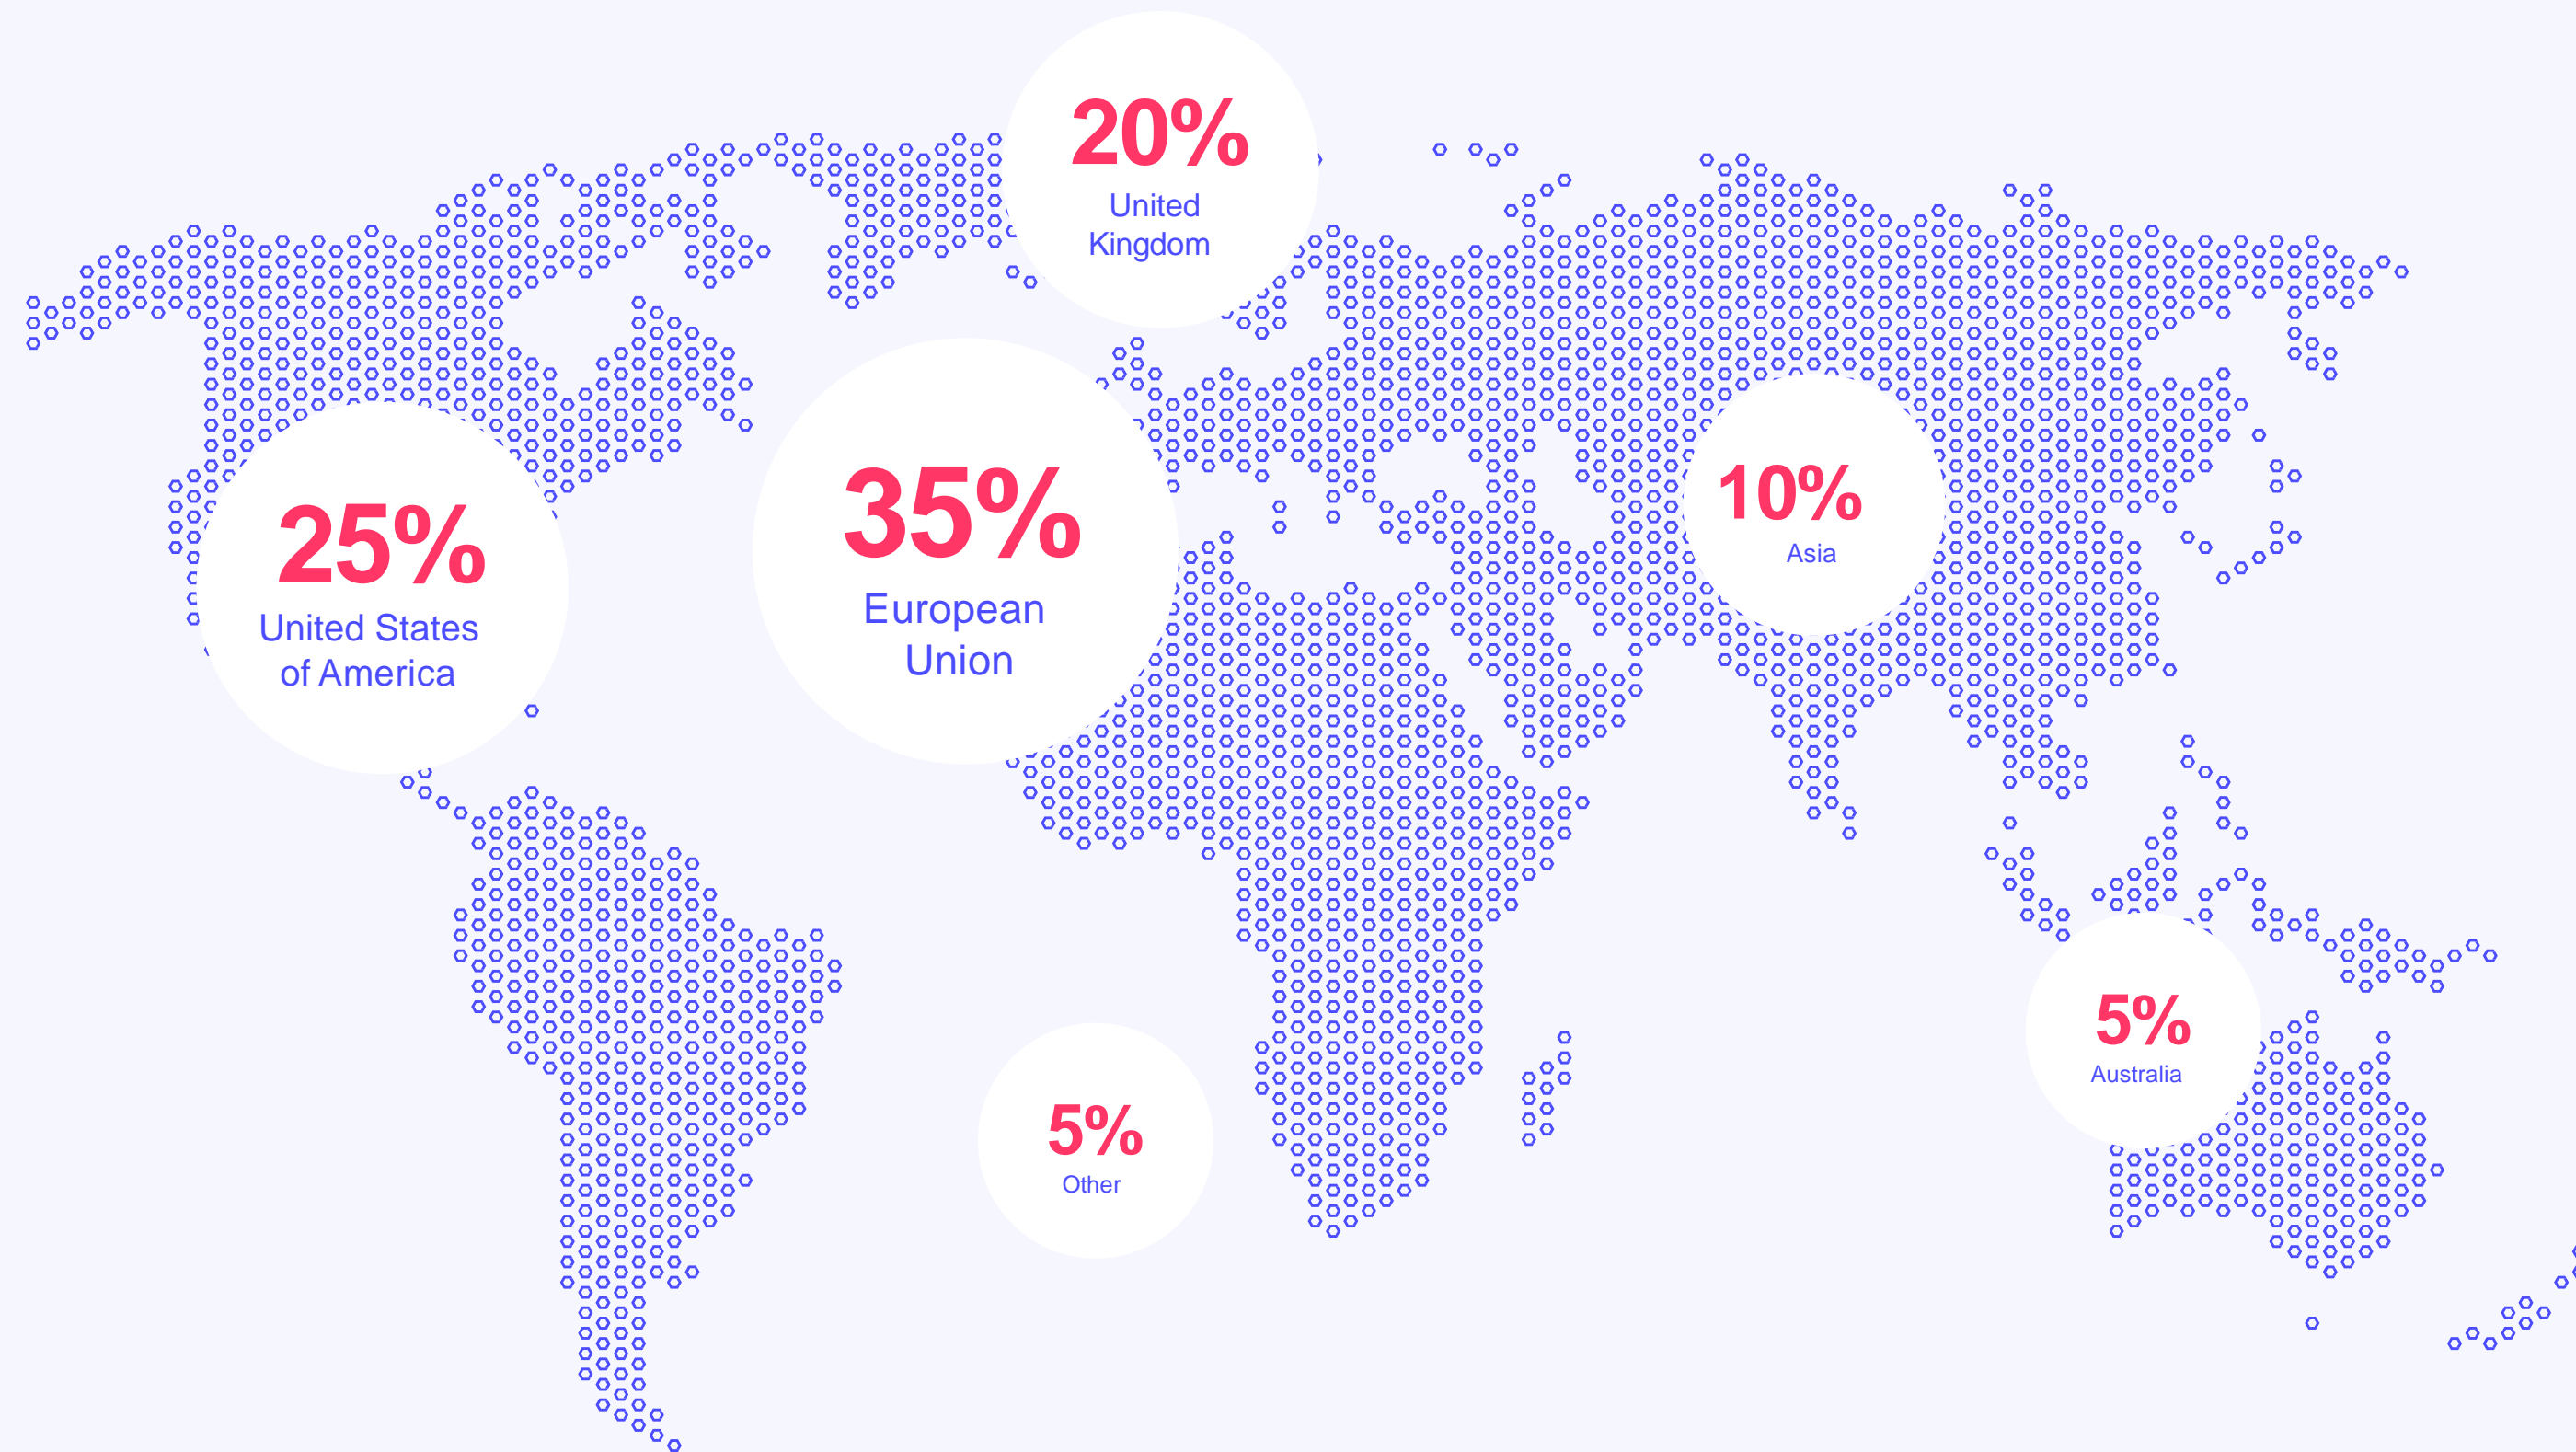 20%
United
Kingdom
25%
United States
of America
35%
European
Union
10%
Asia
5%
Australia
5%
Other